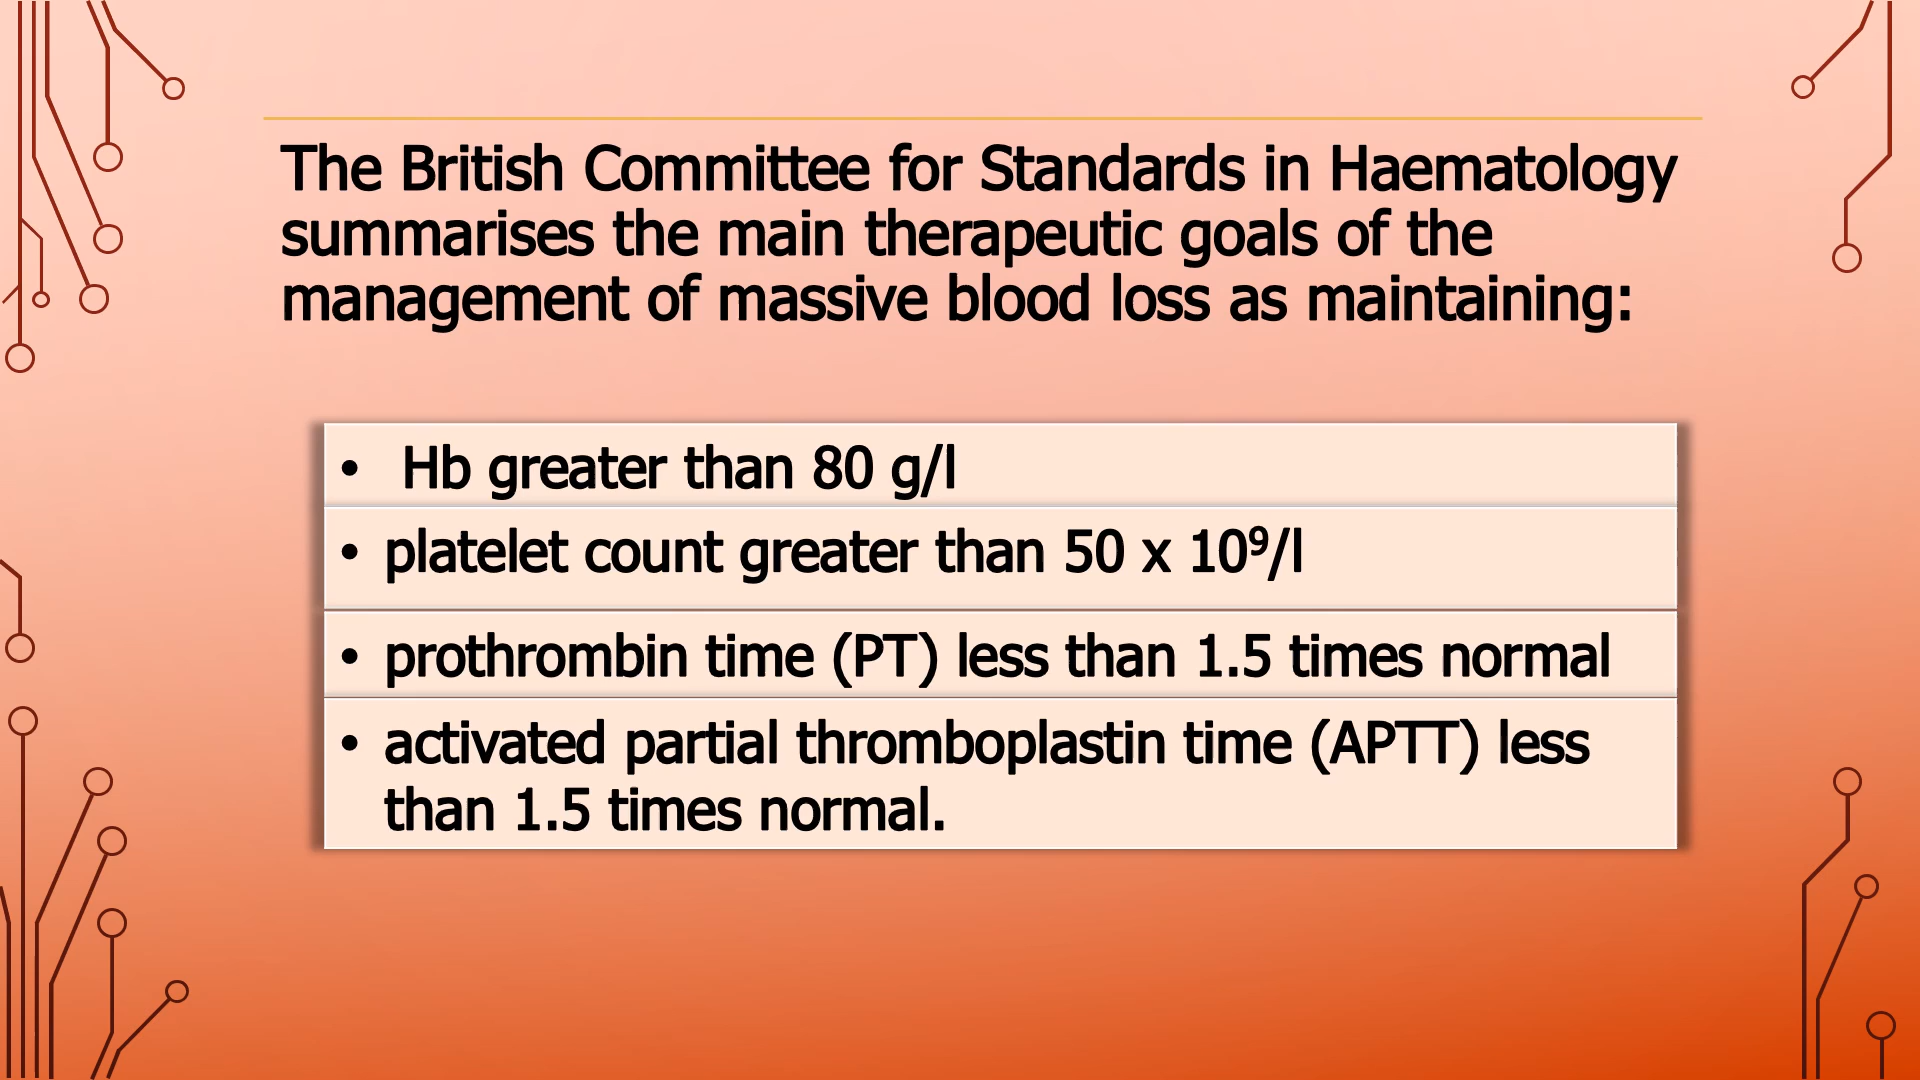 The British Committee for Standards in Haematology
summarises the main therapeutic goals of the
management of massive blood loss as maintaining:
• Hb greater than 80 g/l
• platelet count greater than 50 x 10⁹/l
• prothrombin time (PT) less than 1.5 times normal
• activated partial thromboplastin time (APTT) less
than 1.5 times normal.